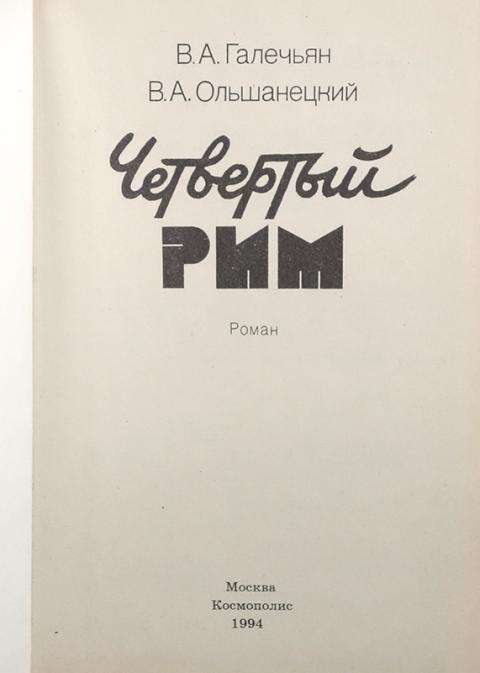 В.А. Галечьян
В.А. Ольшанецкий
Четвертый
РИМ
Роман
Москва
Космополис
1994